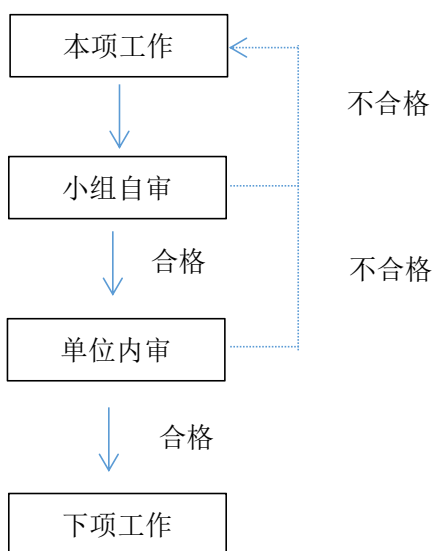 本项工作
不合格
小组自审
合格
不合格
单位内审
合格
下项工作